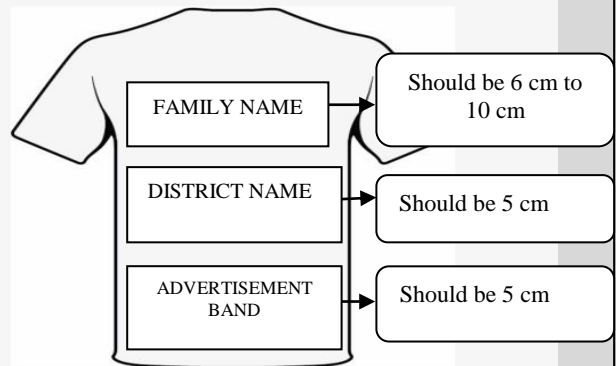 Should be 6 cm to
10 cm
FAMILY NAME
DISTRICT NAME
Should be 5 cm
ADVERTISEMENT
BAND
Should be 5 cm